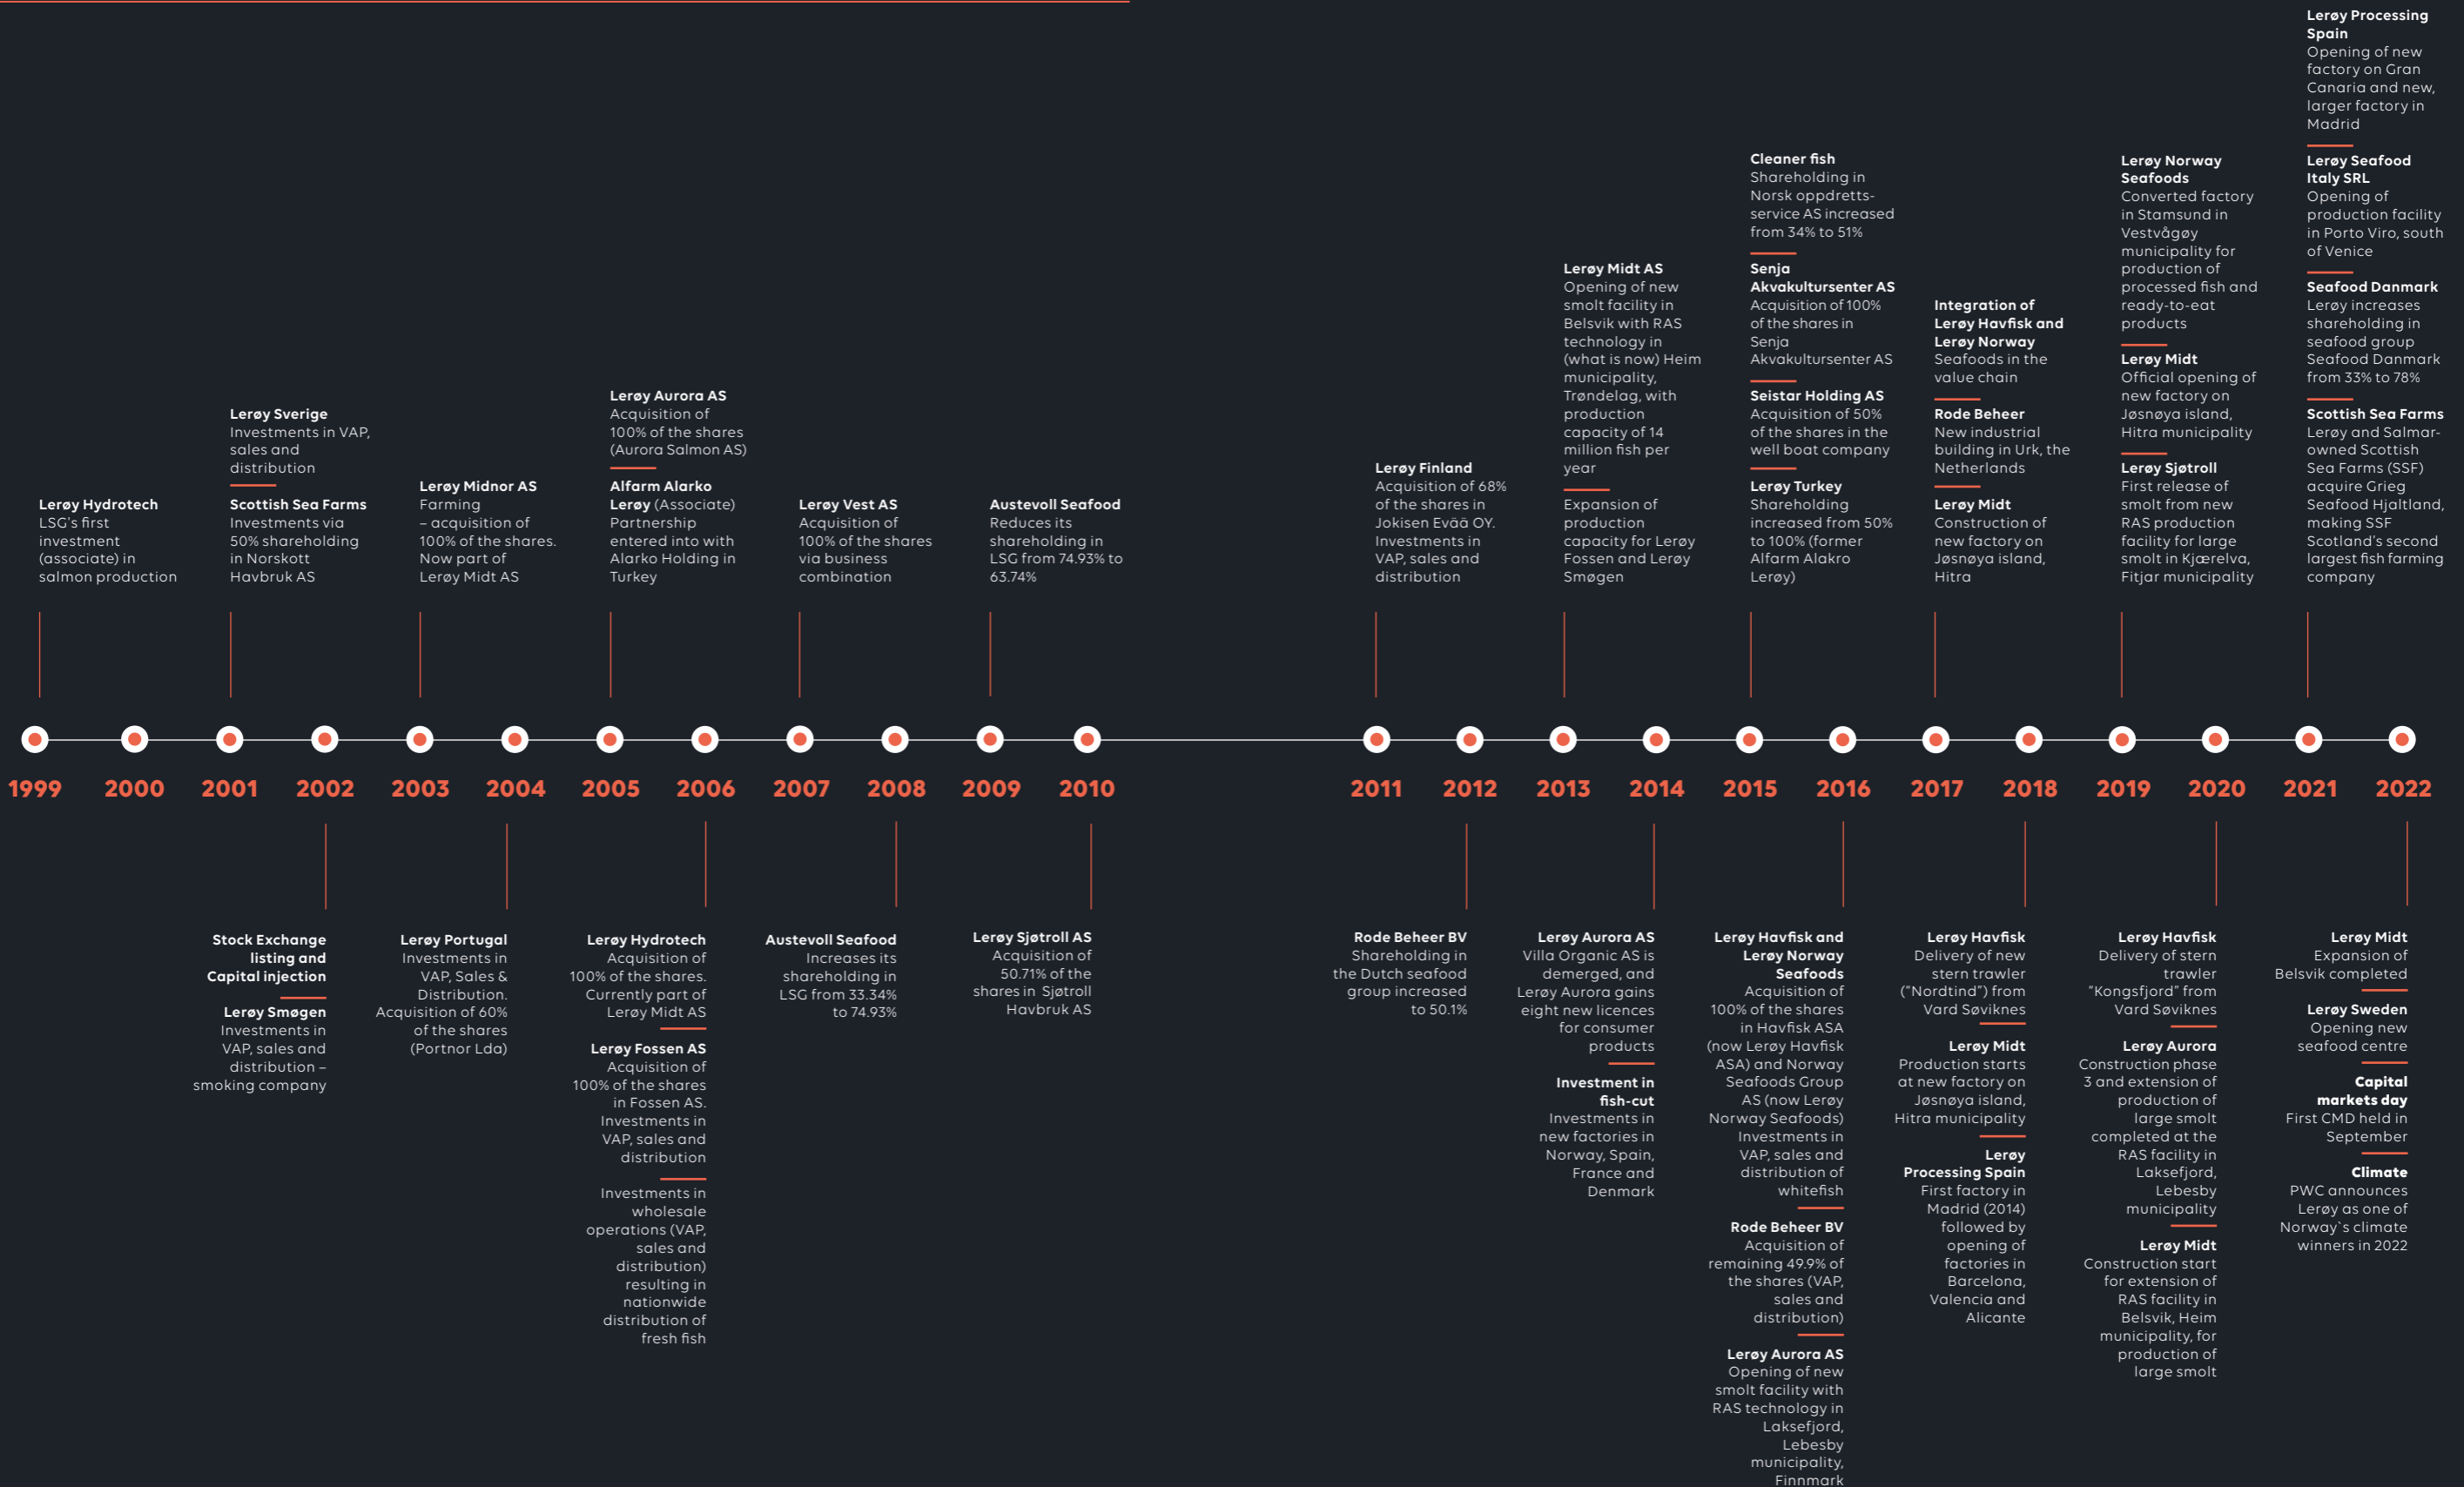 Lerøy Hydrotech
LSG's first
investment
(associate) in
salmon production
Lerøy Sverige
Investments in VAP,
sales and
distribution
Scottish Sea Farms
Investments via
50% shareholding
in Norskott
Havbruk AS
Lerøy Midnor AS
Farming
– acquisition of
100% of the shares.
Now part of
Lerøy Midt AS
Lerøy Aurora AS
Acquisition of
100% of the shares
(Aurora Salmon AS)
Alfarm Alarko
Lerøy (Associate)
Partnership
entered into with
Alarko Holding in
Turkey
Lerøy Vest AS
Acquisition of
100% of the shares
via business
combination
Austevoll Seafood
Reduces its
shareholding in
LSG from 74.93% to
63.74%
Lerøy Finland
Acquisition of 68%
of the shares in
Jokisen Evää OY.
Investments in
VAP, sales and
distribution
Lerøy Midt AS
Opening of new
smolt facility in
Belsvik with RAS
technology in
(what is now) Heim
municipality,
Trøndelag, with
production
capacity of 14
million fish per
year
Expansion of
production
capacity for Lerøy
Fossen and Lerøy
Smøgen
Cleaner fish
Shareholding in
Norsk oppdretts-
service AS increased
from 34% to 51%
Senja
Akvakultursenter AS
Acquisition of 100%
of the shares in
Senja
Akvakultursenter AS
Seistar Holding AS
Acquisition of 50%
of the shares in the
well boat company
Lerøy Turkey
Shareholding
increased from 50%
to 100% (former
Alfarm Alakro
Lerøy)
Integration of
Lerøy Havfisk and
Lerøy Norway
Seafoods in the
value chain
Rode Beheer
New industrial
building in Urk, the
Netherlands
Lerøy Midt
Construction of
new factory on
Jøsnøya island,
Hitra
Lerøy Norway
Seafoods
Converted factory
in Stamsund in
Vestvågøy
municipality for
production of
processed fish and
ready-to-eat
products
Lerøy Midt
Official opening of
new factory on
Jøsnøya island,
Hitra municipality
Lerøy Sjøtroll
First release of
smolt from new
RAS production
facility for large
smolt in Kjærelva,
Fitjar municipality
Lerøy Processing
Spain
Opening of new
factory on Gran
Canaria and new,
larger factory in
Madrid
Lerøy Seafood
Italy SRL
Opening of
production facility
in Porto Viro, south
of Venice
Seafood Danmark
Lerøy increases
shareholding in
seafood group
Seafood Danmark
from 33% to 78%
Scottish Sea Farms
Lerøy and Salmar-
owned Scottish
Sea Farms (SSF)
acquire Grieg
Seafood Hjaltland,
making SSF
Scotland's second
largest fish farming
company
1999 2000 2001 2002 2003 2004 2005 2006 2007 2008 2009 2010 2011 2012 2013 2014 2015 2016 2017 2018 2019 2020 2021 2022
Stock Exchange
listing and
Capital injection
Lerøy Smøgen
Investments in
VAP, sales and
distribution –
smoking company
Lerøy Portugal
Investments in
VAP, Sales &
Distribution.
Acquisition of 60%
of the shares
(Portnor Lda)
Lerøy Hydrotech
Acquisition of
100% of the shares.
Currently part of
Lerøy Midt AS
Lerøy Fossen AS
Acquisition of
100% of the shares
in Fossen AS.
Investments in
VAP, sales and
distribution
Investments in
wholesale
operations (VAP,
sales and
distribution)
resulting in
nationwide
distribution of
fresh fish
Austevoll Seafood
Increases its
shareholding in
LSG from 33.34%
to 74.93%
Lerøy Sjøtroll AS
Acquisition of
50.71% of the
shares in Sjøtroll
Havbruk AS
Rode Beheer BV
Shareholding in
the Dutch seafood
group increased
to 50.1%
Lerøy Aurora AS
Villa Organic AS is
demerged, and
Lerøy Aurora gains
eight new licences
for consumer
products
Investment in
fish-cut
Investments in
new factories in
Norway, Spain,
France and
Denmark
Lerøy Havfisk and
Lerøy Norway
Seafoods
Acquisition of
100% of the shares
in Havfisk ASA
(now Lerøy Havfisk
ASA) and Norway
Seafoods Group
AS (now Lerøy
Norway Seafoods)
Investments in
VAP, sales and
distribution of
whitefish
Rode Beheer BV
Acquisition of
remaining 49.9% of
the shares (VAP,
sales and
distribution)
Lerøy Aurora AS
Opening of new
smolt facility with
RAS technology in
Laksefjord,
Lebesby
municipality,
Finnmark
Lerøy Havfisk
Delivery of new
stern trawler
("Nordtind") from
Vard Søviknes
Lerøy Midt
Production starts
at new factory on
Jøsnøya island,
Hitra municipality
Lerøy
Processing Spain
First factory in
Madrid (2014)
followed by
opening of
factories in
Barcelona,
Valencia and
Alicante
Lerøy Havfisk
Delivery of stern
trawler
"Kongsfjord" from
Vard Søviknes
Lerøy Aurora
Construction phase
3 and extension of
production of
large smolt
completed at the
RAS facility in
Laksefjord,
Lebesby
municipality
Lerøy Midt
Construction start
for extension of
RAS facility in
Belsvik, Heim
municipality, for
production of
large smolt
Lerøy Midt
Expansion of
Belsvik completed
Lerøy Sweden
Opening new
seafood centre
Capital
markets day
First CMD held in
September
Climate
PWC announces
Lerøy as one of
Norway`s climate
winners in 2022